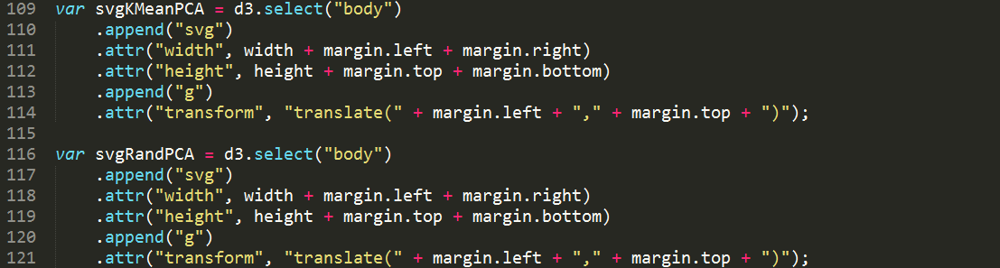 109 var svgKMeanPCA = d3.select("body")
110     .append("svg")
111     .attr("width", width + margin.left + margin.right)
112     .attr("height", height + margin.top + margin.bottom)
113     .append("g")
114     .attr("transform", "translate(" + margin.left + "," + margin.top + ")");
115
116 var svgRandPCA = d3.select("body")
117     .append("svg")
118     .attr("width", width + margin.left + margin.right)
119     .attr("height", height + margin.top + margin.bottom)
120     .append("g")
121     .attr("transform", "translate(" + margin.left + "," + margin.top + ")");